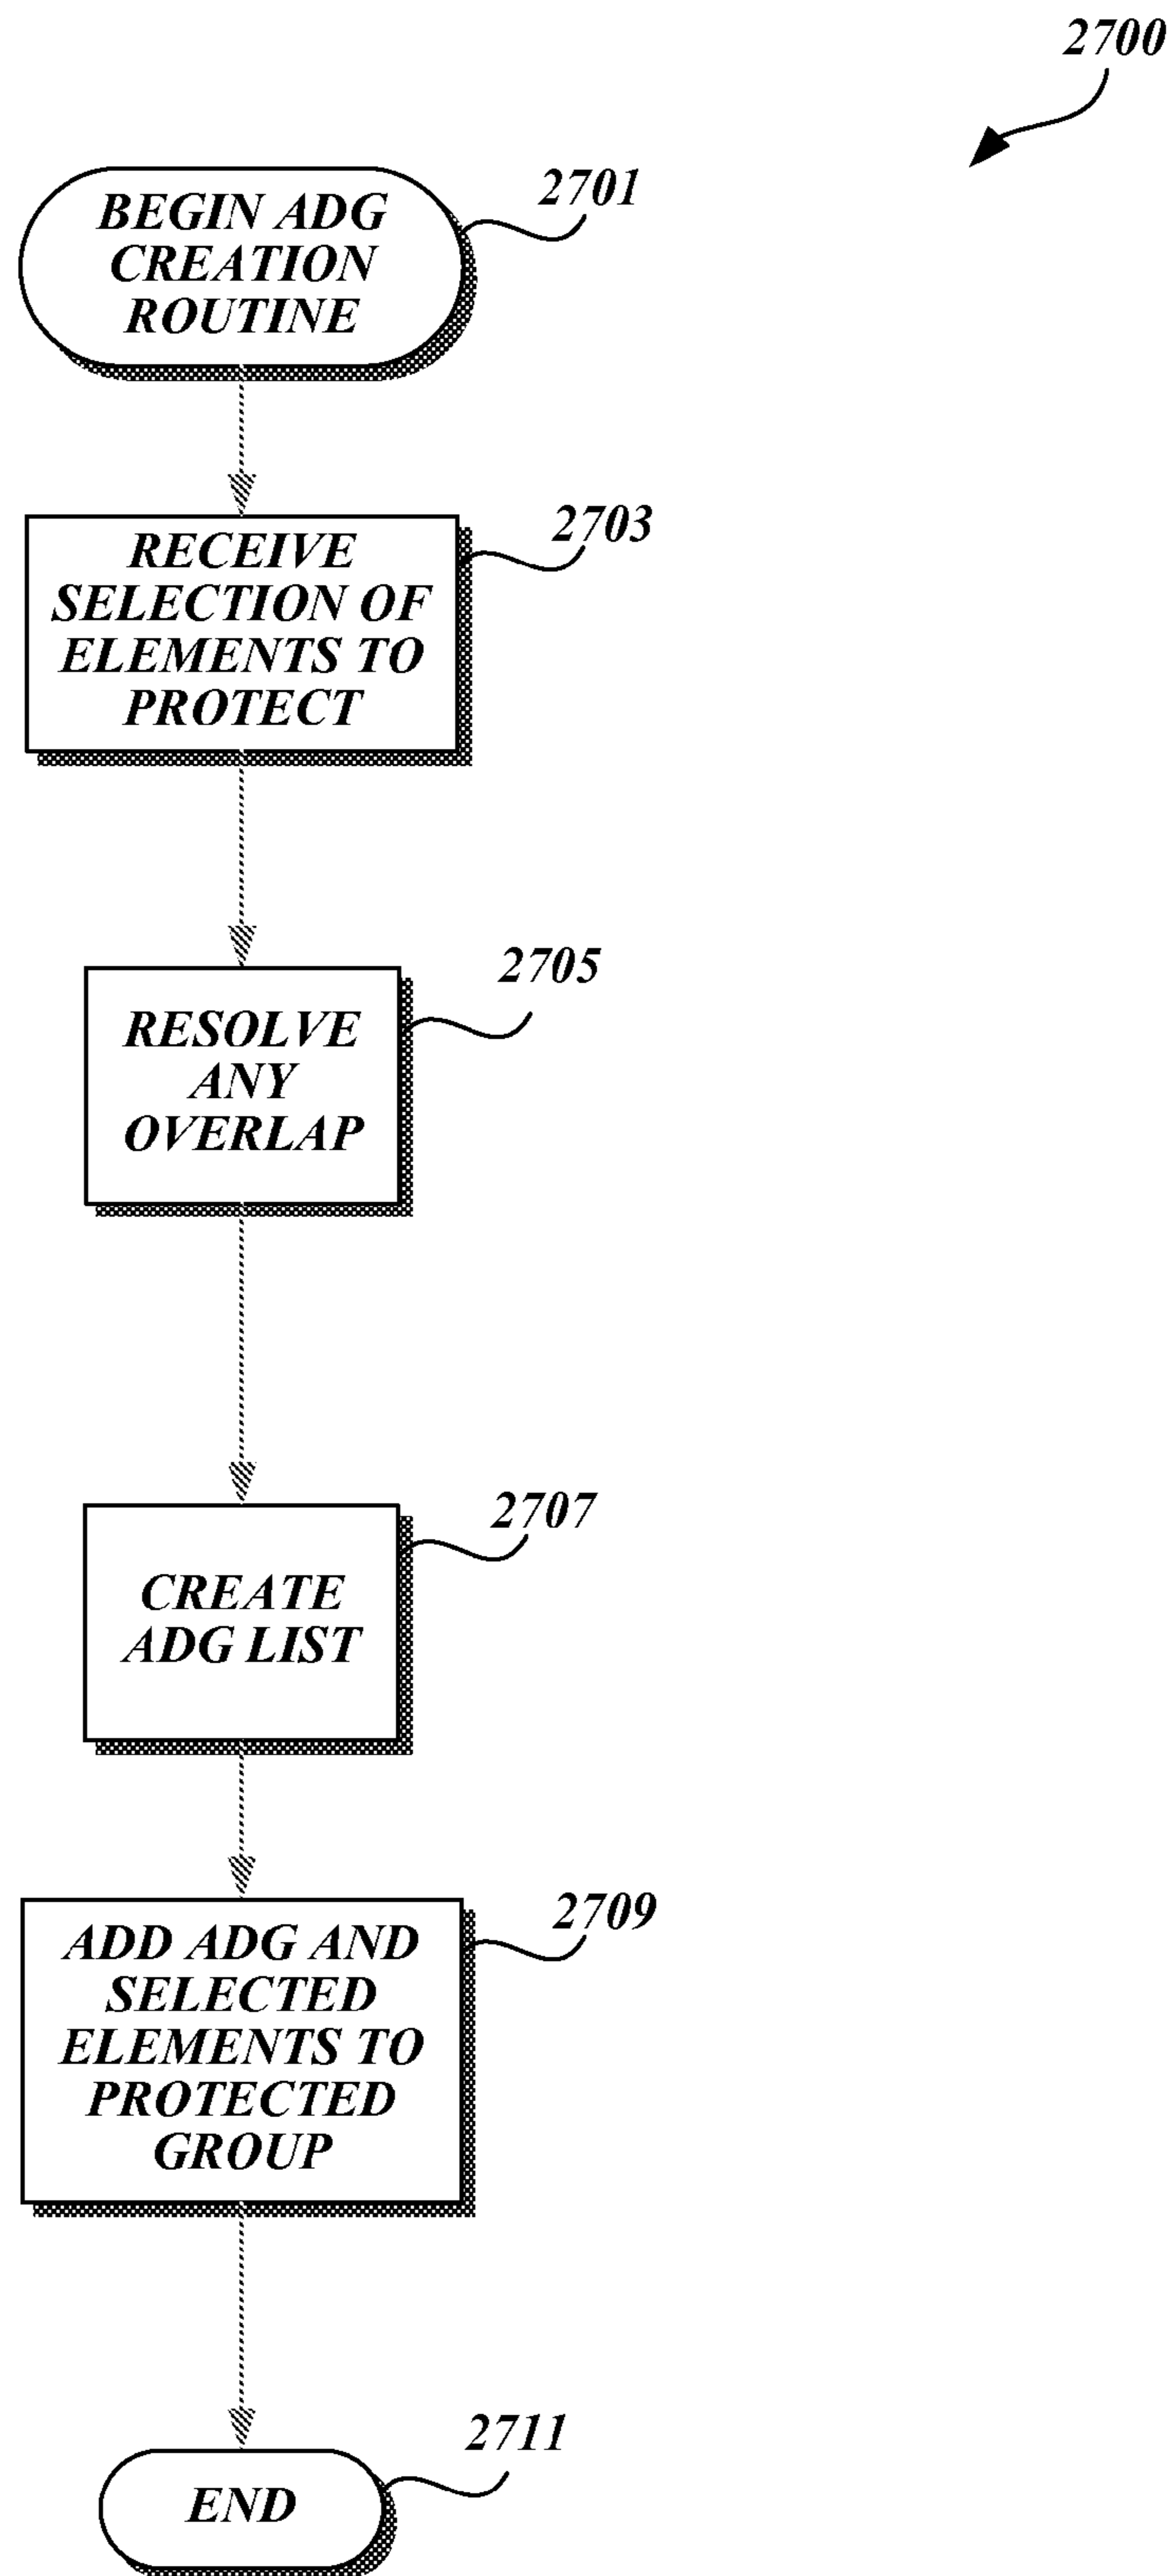 2700
2701
BEGIN ADG
CREATION
ROUTINE
2703
RECEIVE
SELECTION OF
ELEMENTS TO
PROTECT
2705
RESOLVE
ANY
OVERLAP
2707
CREATE
ADG LIST
2709
ADD ADG AND
SELECTED
ELEMENTS TO
PROTECTED
GROUP
2711
END